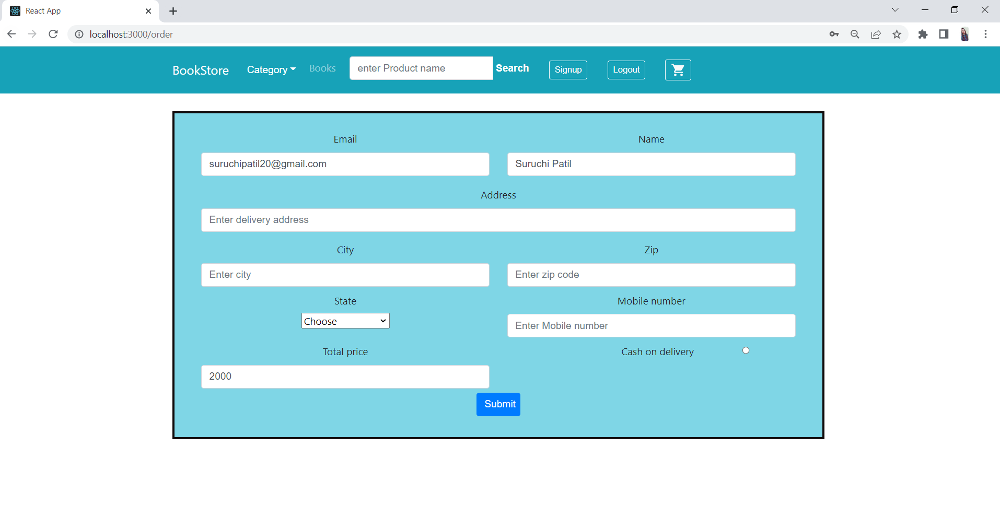 React App
localhost:3000/order
BookStore Category Books enter Product name Search Signup Logout
Email Name
suruchipatil20@gmail.com Suruchi Patil
Address
Enter delivery address
City Zip
Enter city Enter zip code
State Mobile number
Choose Enter Mobile number
Total price Cash on delivery
2000
Submit